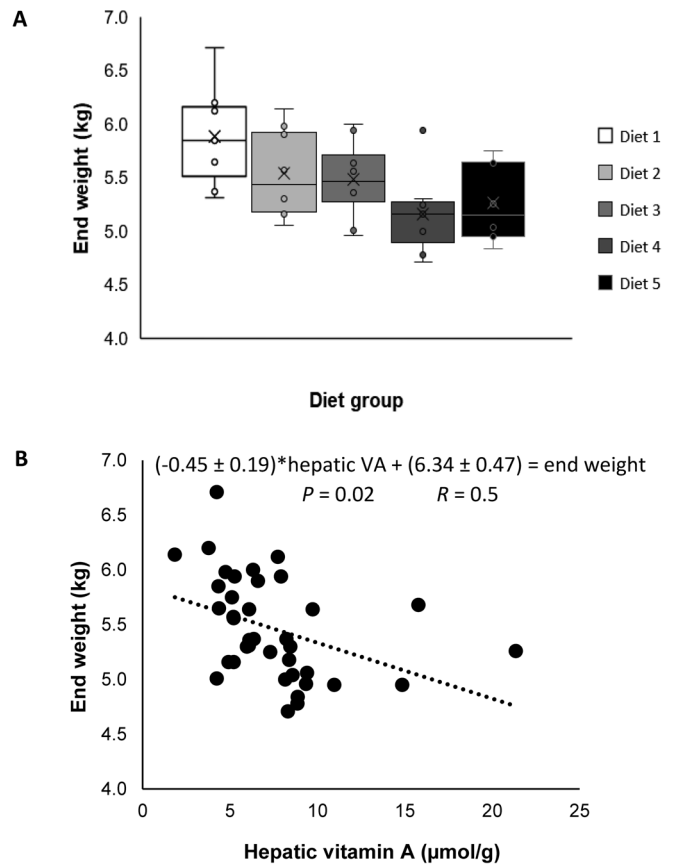 A
7.0
6.5
6.0
5.5
5.0
4.5
4.0
End weight (kg)
Diet group
Diet 1
Diet 2
Diet 3
Diet 4
Diet 5
B
(-0.45 ± 0.19)*hepatic VA + (6.34 ± 0.47) = end weight
P = 0.02 R = 0.5
7.0
6.5
6.0
5.5
5.0
4.5
4.0
End weight (kg)
0 5 10 15 20 25
Hepatic vitamin A (μmol/g)